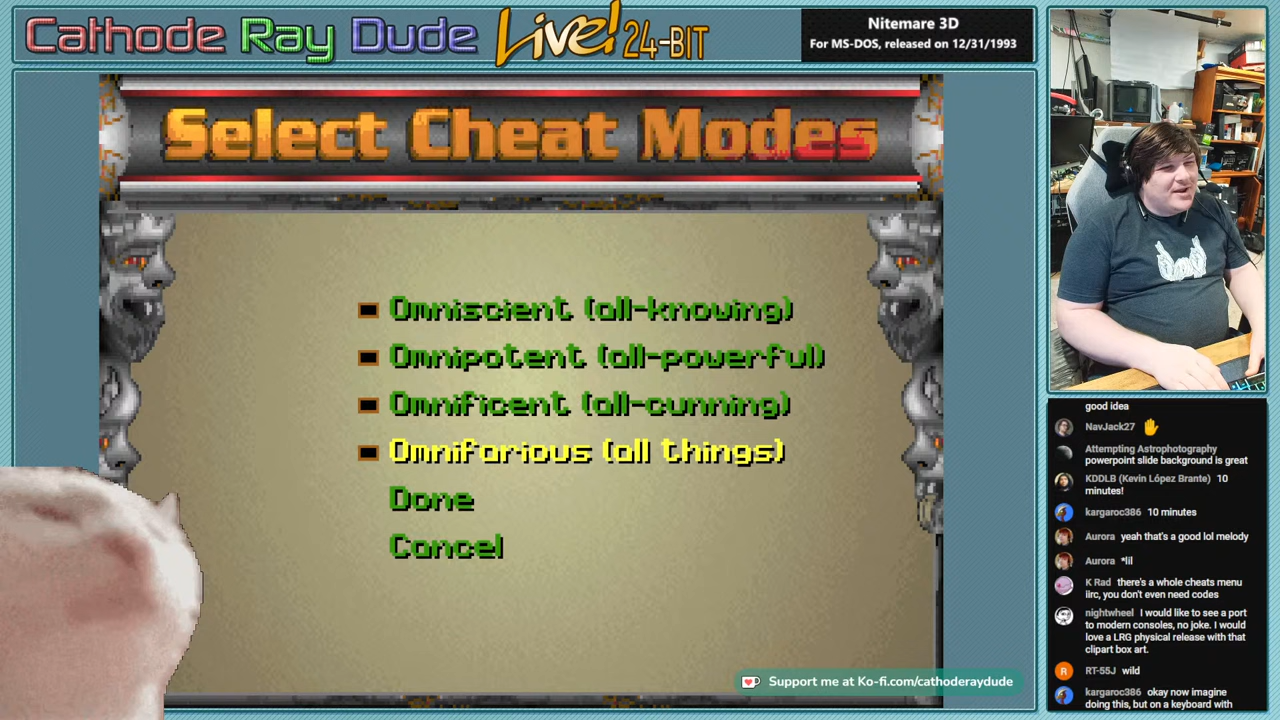 Cathode Ray Dude Live! 24-BIT
Nitemare 3D
For MS-DOS, released on 12/31/1993
Select Cheat Modes
Omniscient (all-knowing)
Omnipotent (all-powerful)
Omnificent (all-cunning)
Omnifarious (all things)
Done
Cancel
Support me at Ko-fi.com/cathoderaydude
good idea
NavJack27 ✋
Attempting Astrophotography
powerpoint slide background is great
KDDLB (Kevin López Brante) 10
minutes!
kargaroc386 10 minutes
Aurora yeah that's a good lol melody
Aurora *lil
K Rad there's a whole cheats menu
iirc, you don't even need codes
nightwheel I would like to see a port
to modern consoles, no joke. I would
love a LRG physical release with that
clipart box art.
R RT-55J wild
kargaroc386 okay now imagine
doing this, but on a keyboard with